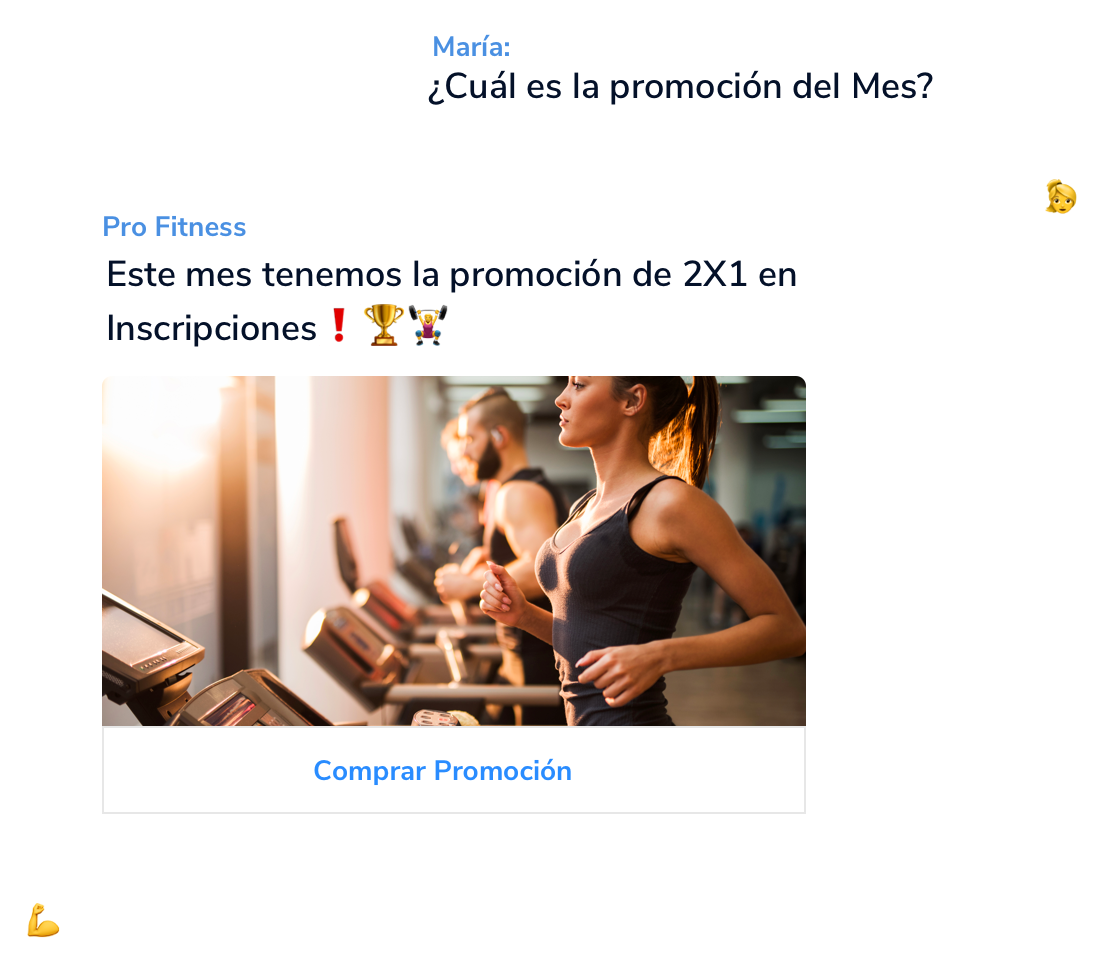 María:
¿Cuál es la promoción del Mes?
Pro Fitness
Este mes tenemos la promoción de 2X1 en
Inscripciones❗🏆🏋️‍♀️
Comprar Promoción